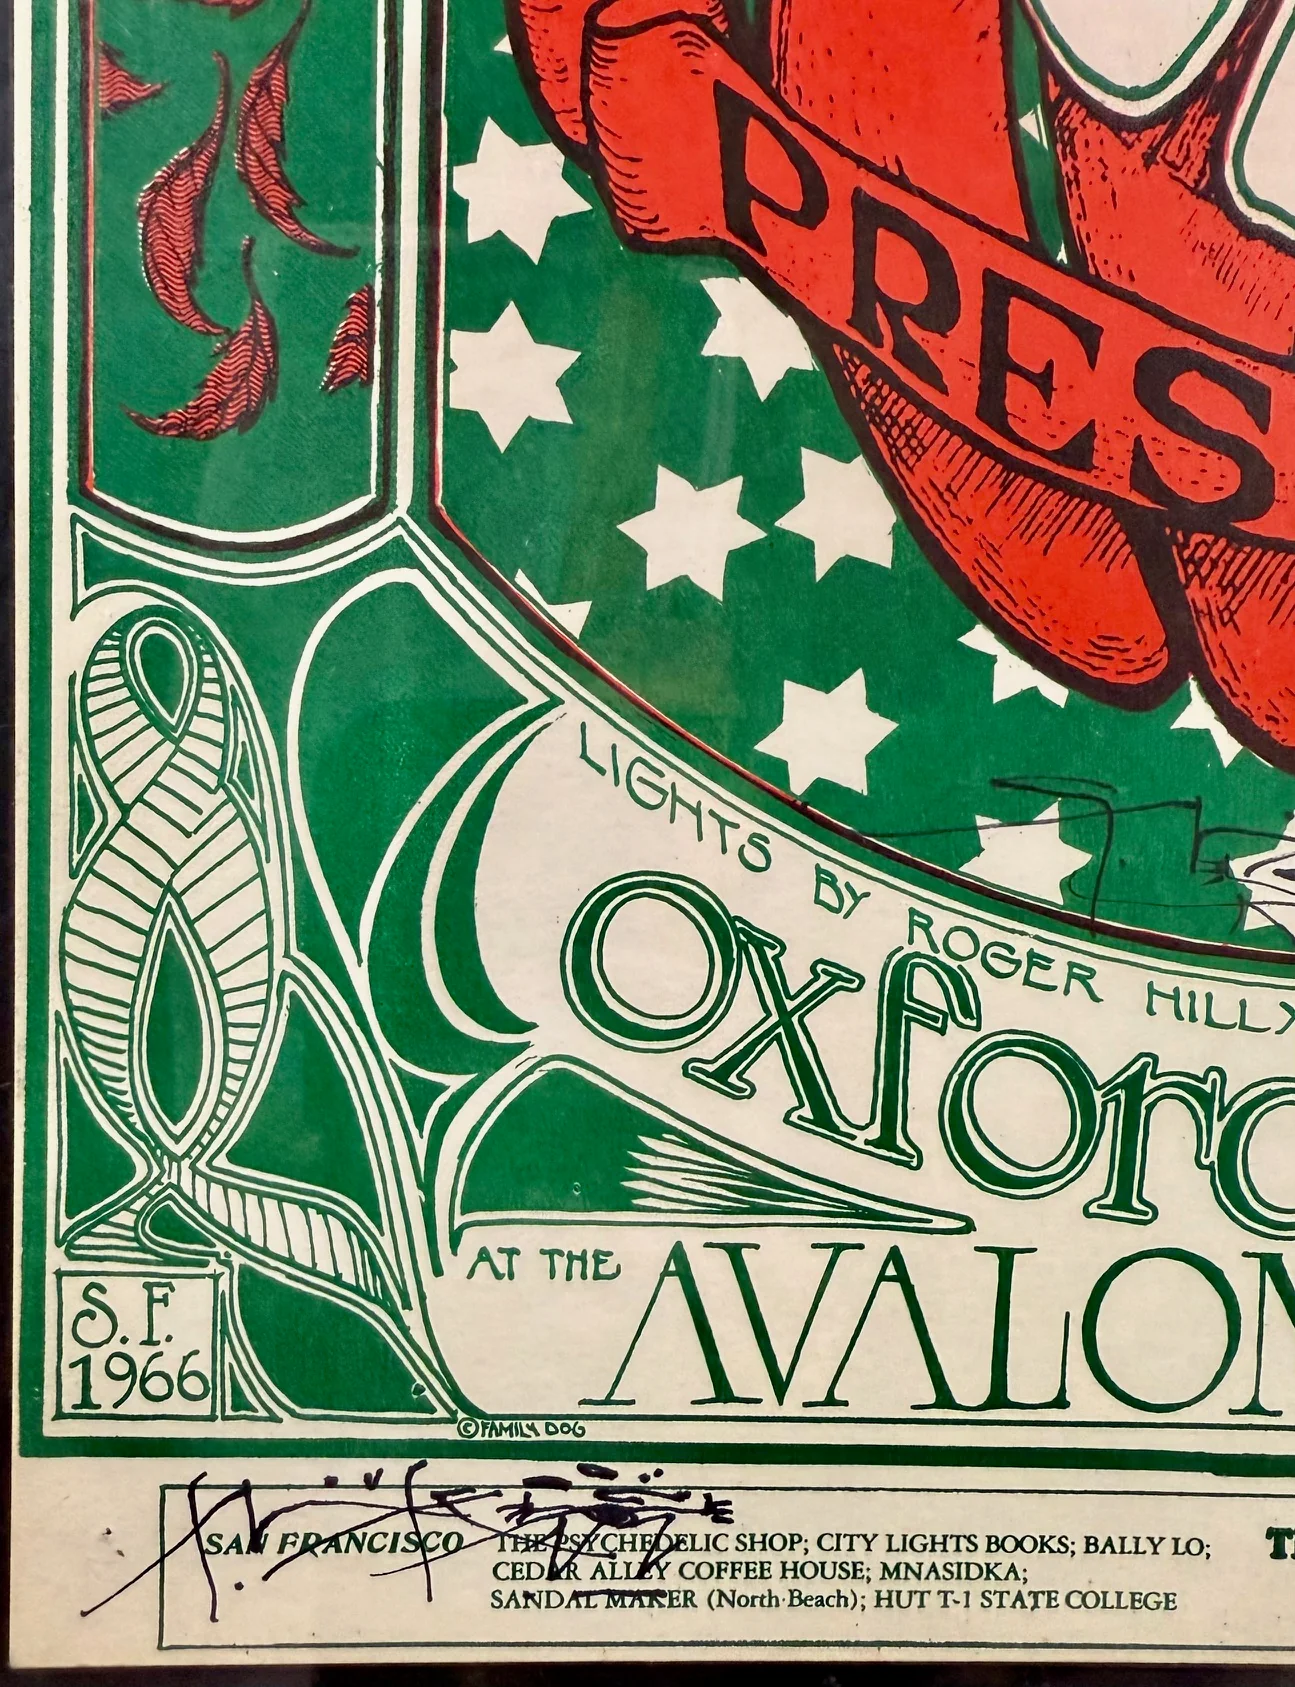 PRES
LIGHTS BY ROGER HILLY
Oxford
AT THE AVALON
S. F.
1966
© FAMILY DOG
SAN FRANCISCO THE PSYCHEDELIC SHOP; CITY LIGHTS BOOKS; BALLY LO;
CEDAR ALLEY COFFEE HOUSE; MNASIDKA;
SANDAL MAKER (North Beach); HUT T-1 STATE COLLEGE